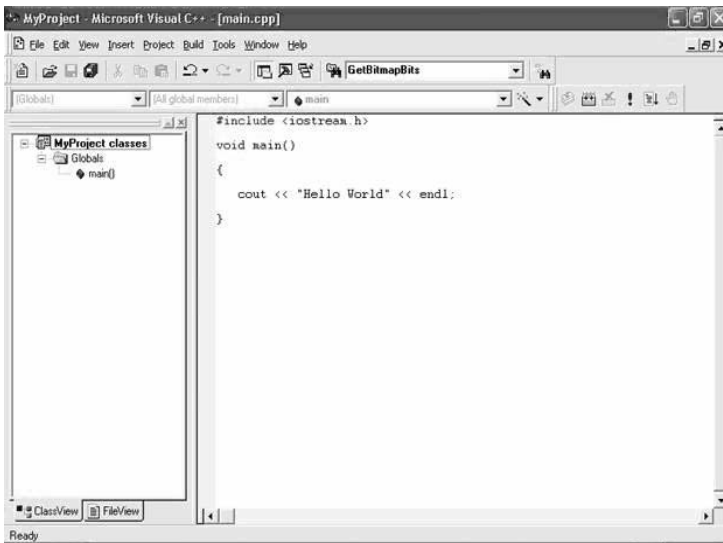 MyProject - Microsoft Visual C++ - [main.cpp]
File Edit View Insert Project Build Tools Window Help
GetBitmapBits
(Globals) (All global members) main
MyProject classes
Globals
main()
#include <iostream.h>
void main()
{
cout << "Hello World" << endl;
}
ClassView FileView
Ready